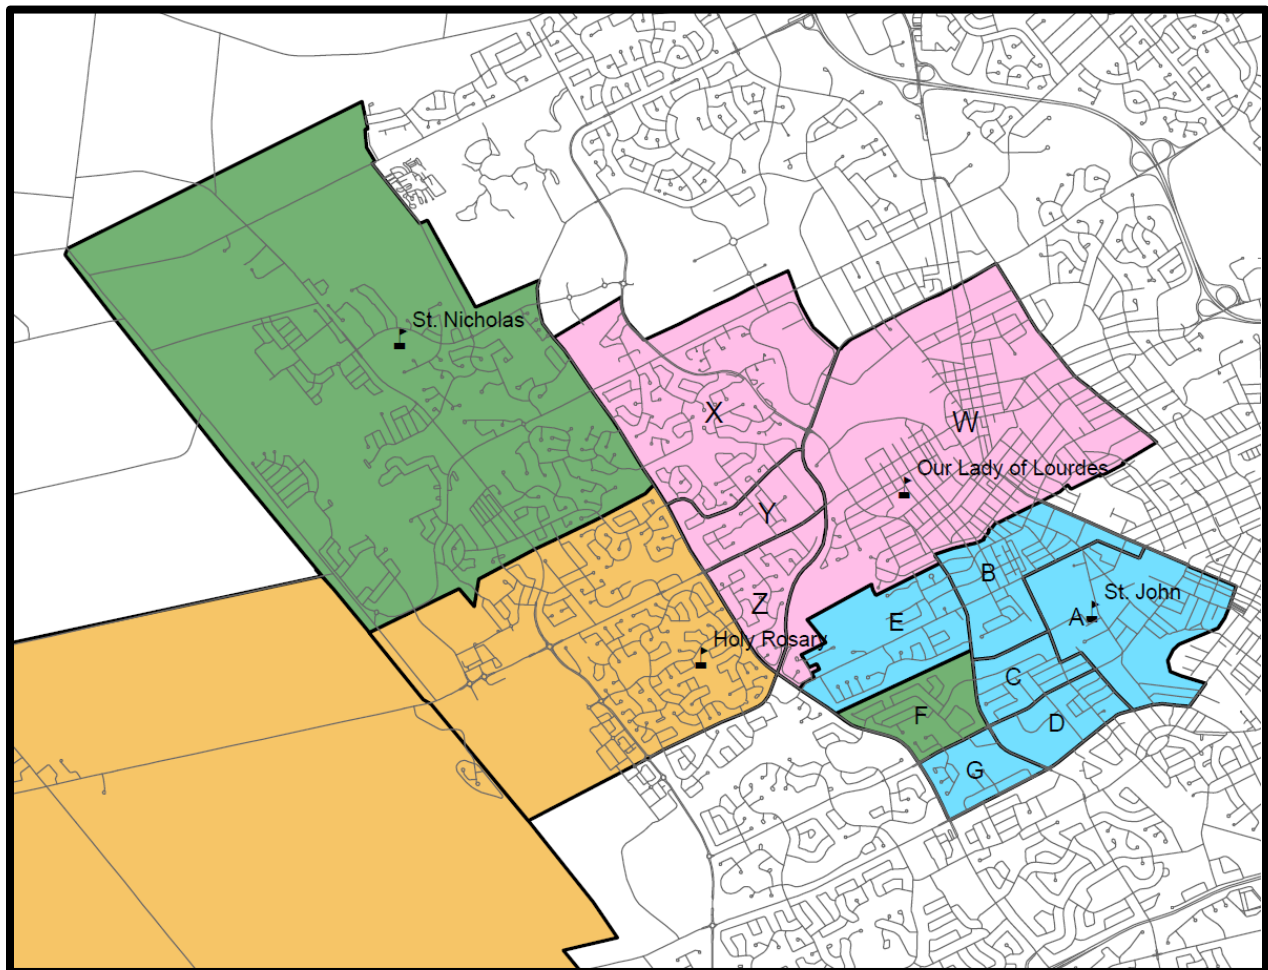 St. Nicholas
X
W
Our Lady of Lourdes
Y
B
St. John
A
Z
E
Holy Rosary
C
F
D
G